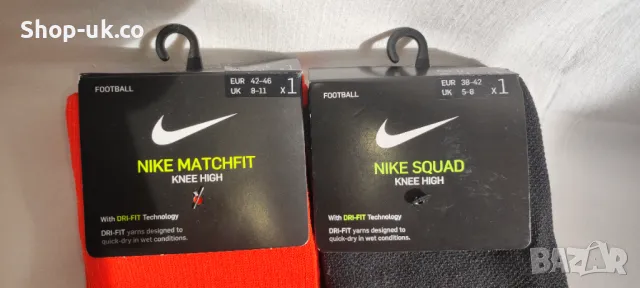 Shop-uk.co
FOOTBALL
EUR 42-46
UK 8-11
x1
NIKE MATCHFIT
KNEE HIGH
With DRI-FIT Technology
DRI-FIT yarns designed to
quick-dry in wet conditions.
FOOTBALL
EUR 38-42
UK 5-8
x1
NIKE SQUAD
KNEE HIGH
With DRI-FIT Technology
DRI-FIT yarns designed to
quick-dry in wet conditions.
BAZAR
bg